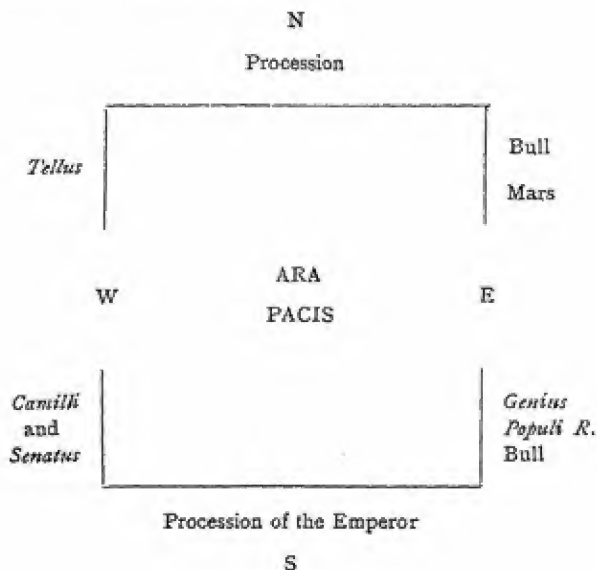 N
Procession
Tellus
Bull
Mars
W
ARA
PACIS
E
Camilli
and
Senatus
Genius
Populi R.
Bull
Procession of the Emperor
S